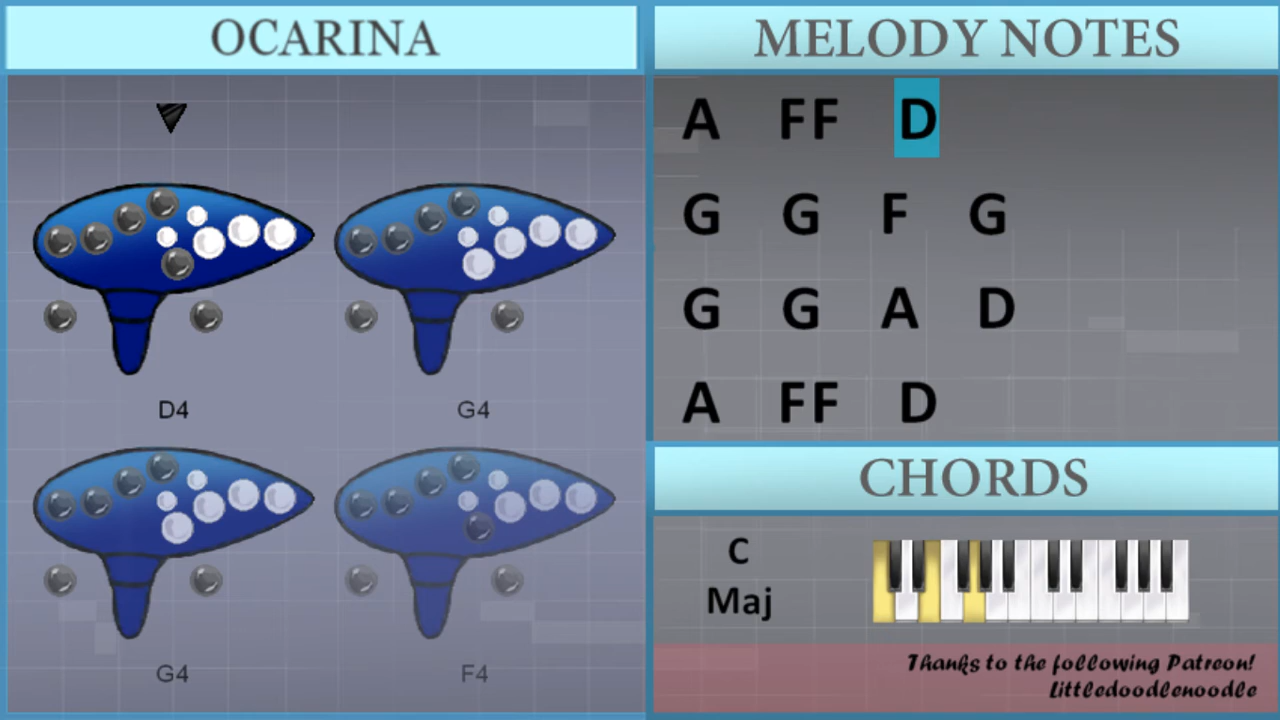 OCARINA
D4
G4
G4
F4
MELODY NOTES
A FF D
G G F G
G G A D
A FF D
CHORDS
C
Maj
Thanks to the following Patreon!
Littledoodlenoodle